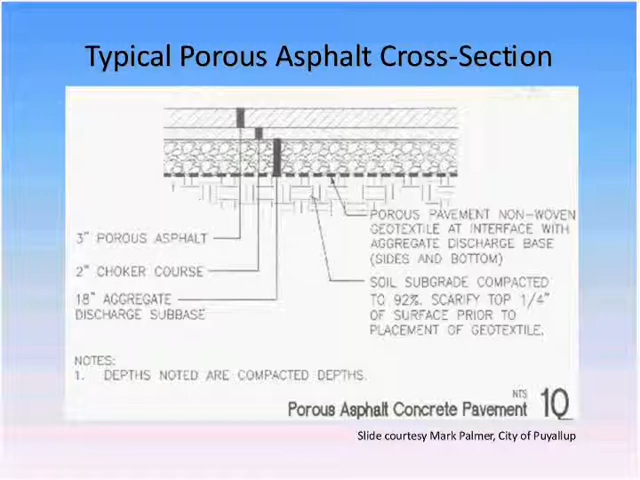 Typical Porous Asphalt Cross-Section
POROUS PAVEMENT NON-WOVEN
GEOTEXTILE AT INTERFACE WITH
AGGREGATE DISCHARGE BASE
(SIDES AND BOTTOM)
3" POROUS ASPHALT
2" CHOKER COURSE
SOIL SUBGRADE COMPACTED
TO 92%. SCARIFY TOP 1/4"
OF SURFACE PRIOR TO
PLACEMENT OF GEOTEXTILE.
18" AGGREGATE
DISCHARGE SUBBASE
NOTES:
1. DEPTHS NOTED ARE COMPACTED DEPTHS.
NTS
Porous Asphalt Concrete Pavement 10
Slide courtesy Mark Palmer, City of Puyallup